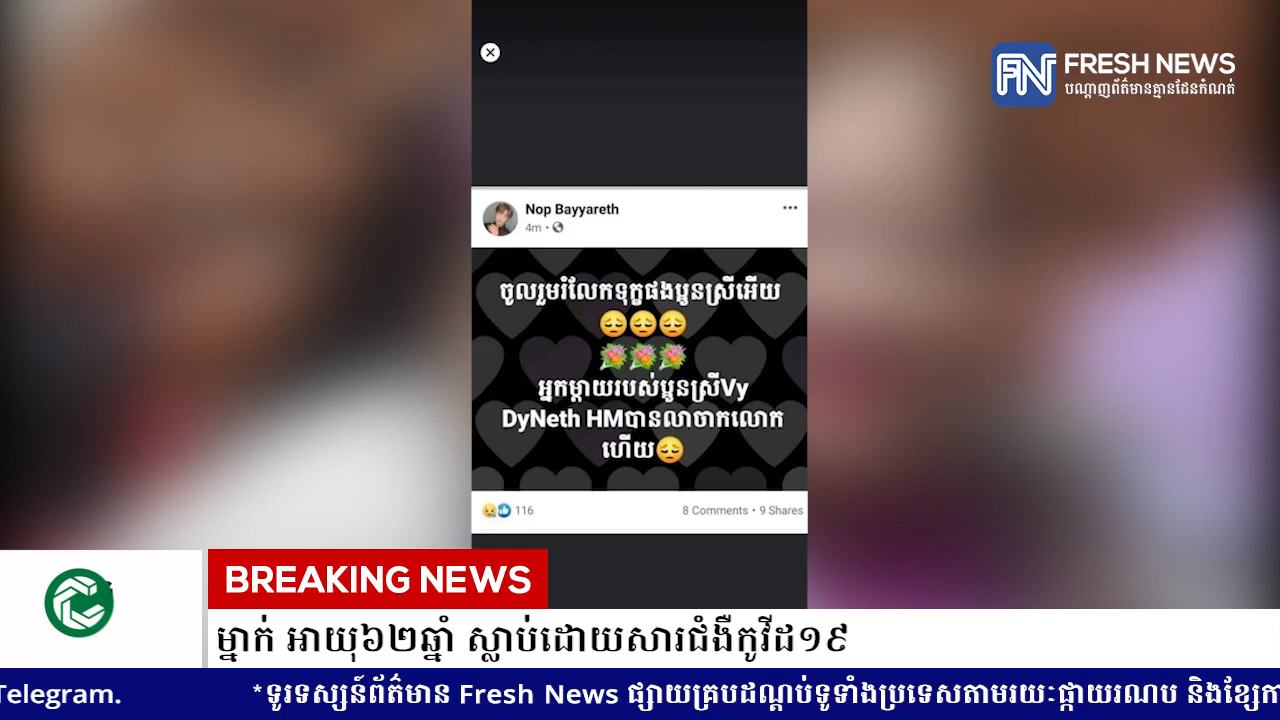 FRESH NEWS
បណ្តាញព័ត៌មានគ្មានដែនកំណត់
Nop Bayyareth
4m
ចូលរួមរំលែកទុក្ខផងប្អូនស្រីអើយ
😔😔😔
💐💐💐
អ្នកម្តាយរបស់ប្អូនស្រីVy
DyNeth HMបានលាចាកលោក
ហើយ😔
116
8 Comments • 9 Shares
BREAKING NEWS
ម្នាក់ អាយុ៦២ឆ្នាំ ស្លាប់ដោយសារជំងឺកូវីដ១៩
Telegram. *ទូរទស្សន៍ព័ត៌មាន Fresh News ផ្សាយគ្របដណ្តប់ទូទាំងប្រទេសតាមរយៈផ្កាយរណប និងខ្សែកា